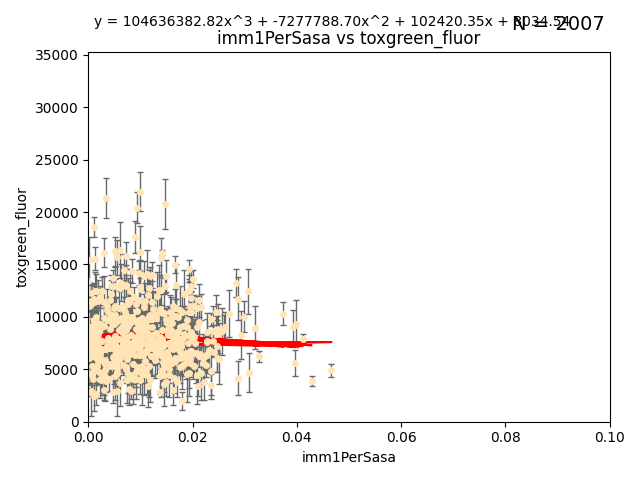 y = 104636382.82x^3 + -7277788.70x^2 + 102420.35x + 8034.54
N = 2007
imm1PerSasa vs toxgreen_fluor
35000
30000
25000
20000
15000
10000
5000
0
toxgreen_fluor
0.00 0.02 0.04 0.06 0.08 0.10
imm1PerSasa